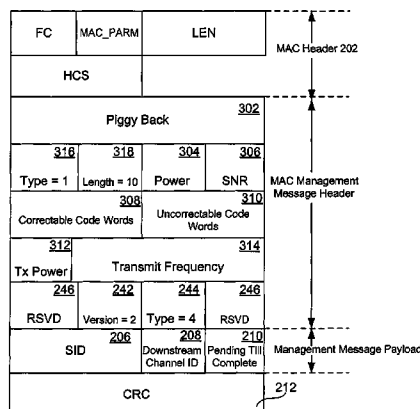 FC MAC_PARM LEN
MAC Header 202
HCS
302
Piggy Back
316 318 304 306
Type = 1 Length = 10 Power SNR
MAC Management
Message Header
308 310
Correctable Code Words Uncorrectable Code
Words
312 314
Tx Power Transmit Frequency
246 242 244 246
RSVD Version = 2 Type = 4 RSVD
206 208 210
SID Downstream Pending Till
Channel ID Complete
Management Message Payload
CRC
212